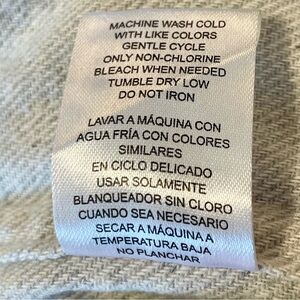 MACHINE WASH COLD
WITH LIKE COLORS
GENTLE CYCLE
ONLY NON-CHLORINE
BLEACH WHEN NEEDED
TUMBLE DRY LOW
DO NOT IRON
LAVAR A MÁQUINA CON
AGUA FRÍA CON COLORES
SIMILARES
EN CICLO DELICADO
USAR SOLAMENTE
BLANQUEADOR SIN CLORO
CUANDO SEA NECESARIO
SECAR A MÁQUINA A
TEMPERATURA BAJA
NO PLANCHAR